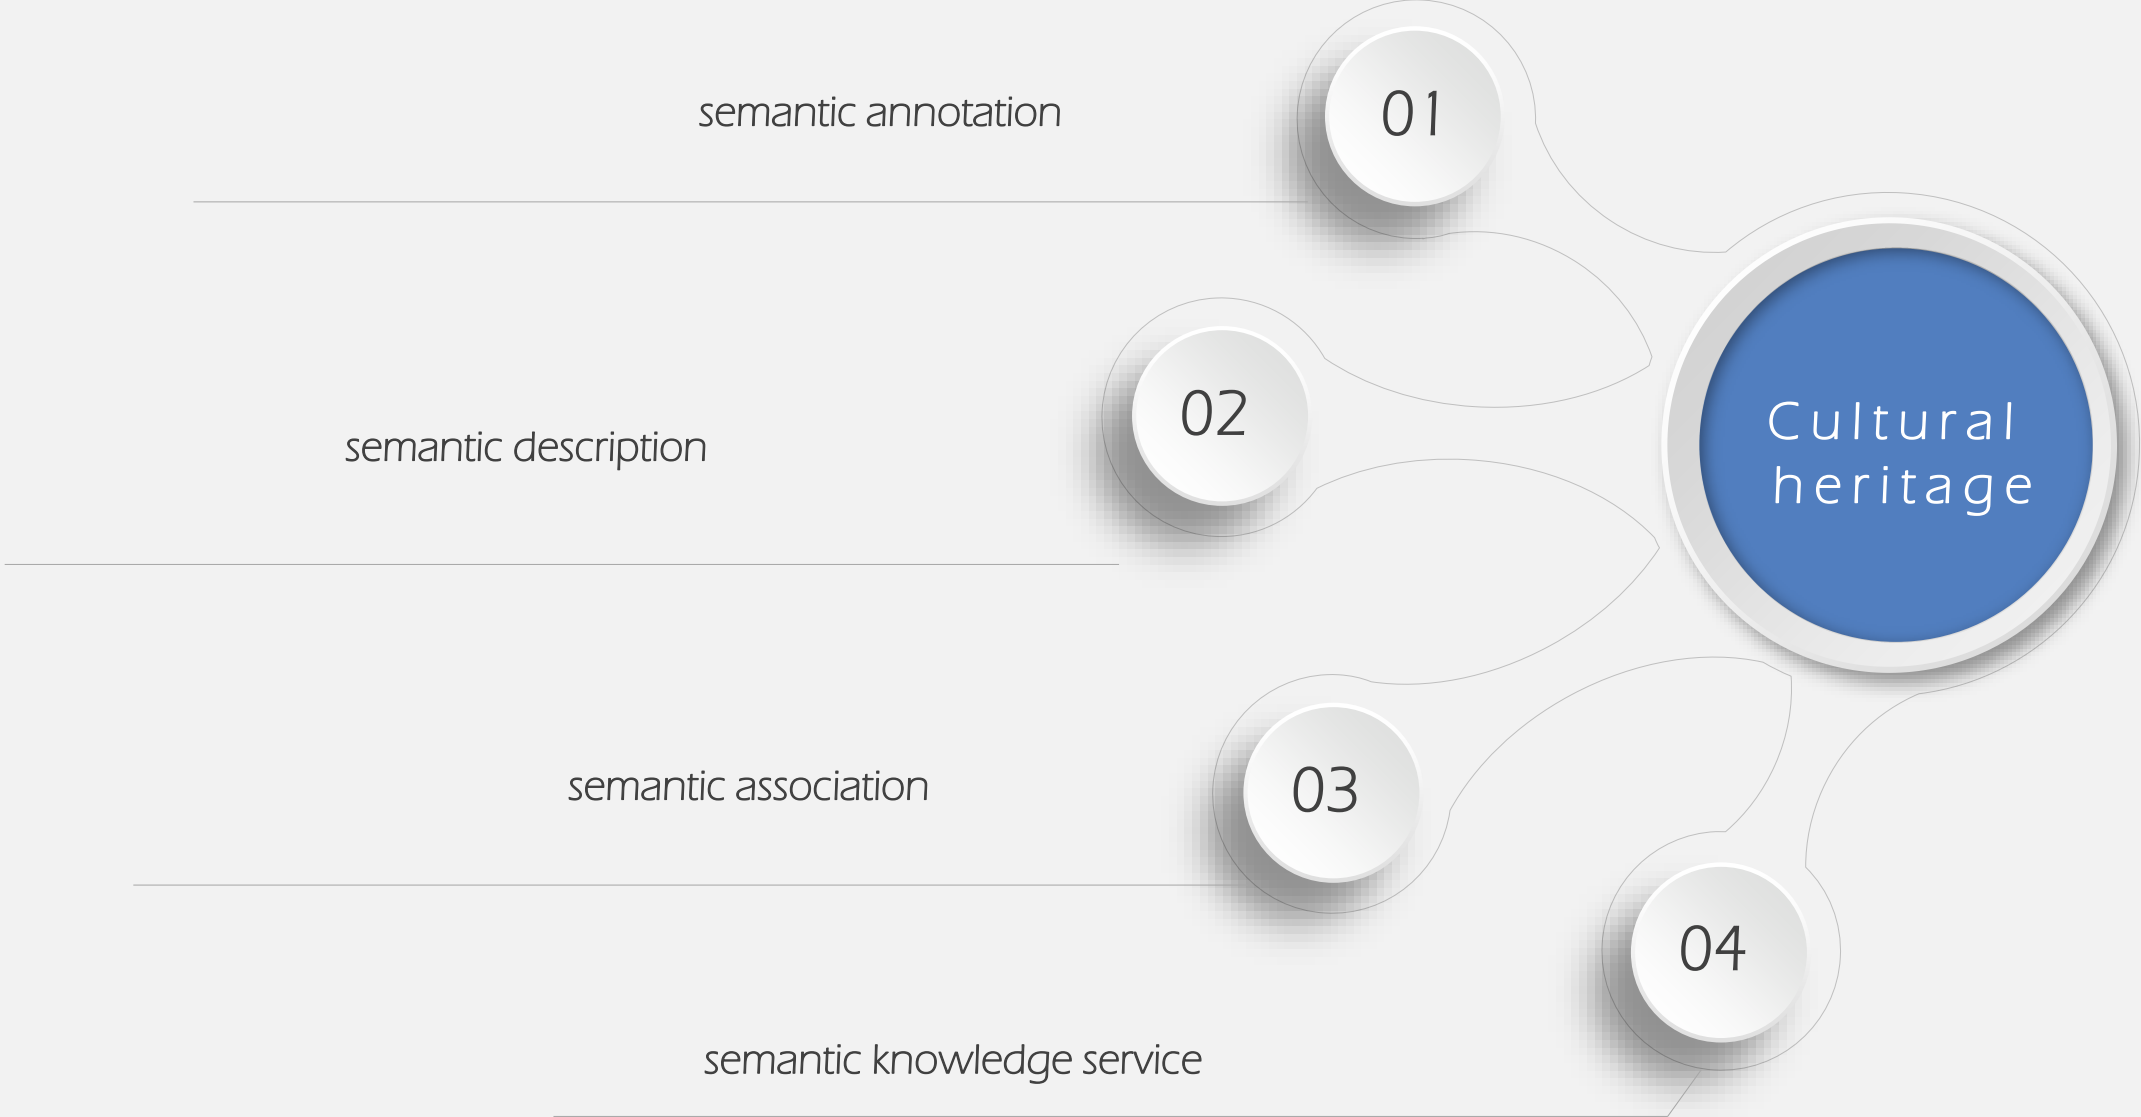 semantic annotation
01
semantic description
02
Cultural
heritage
semantic association
03
semantic knowledge service
04